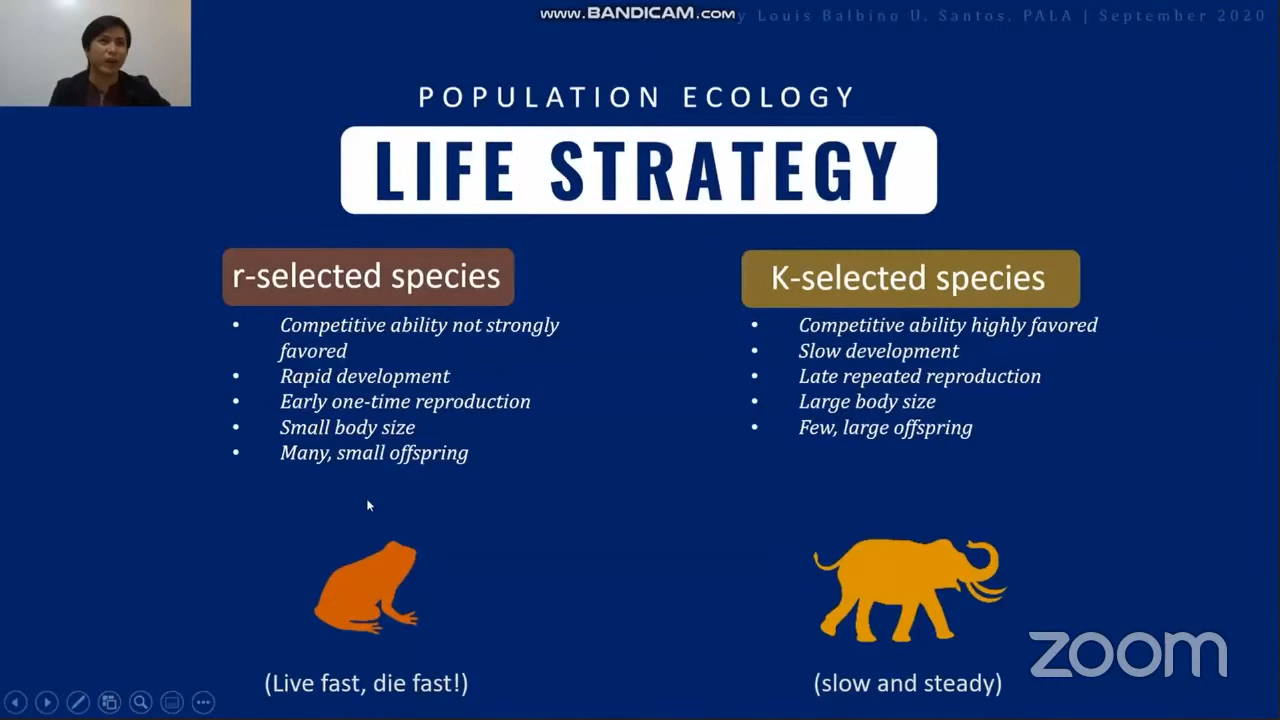 www.BANDICAM.com
y Louis Balbino U. Santos, PALA | September 2020
POPULATION ECOLOGY
LIFE STRATEGY
r-selected species
• Competitive ability not strongly
favored
• Rapid development
• Early one-time reproduction
• Small body size
• Many, small offspring
(Live fast, die fast!)
K-selected species
• Competitive ability highly favored
• Slow development
• Late repeated reproduction
• Large body size
• Few, large offspring
(slow and steady)
zoom